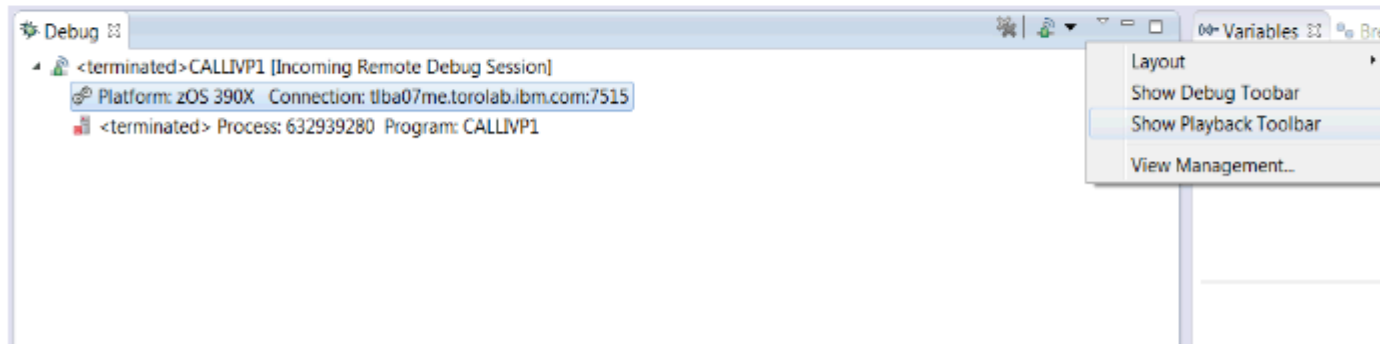 Debug
Variables
Bre
<terminated>CALLIVP1 [Incoming Remote Debug Session]
Platform: zOS 390X Connection: tlba07me.torolab.ibm.com:7515
<terminated> Process: 632939280 Program: CALLIVP1
Layout
Show Debug Toobar
Show Playback Toolbar
View Management...